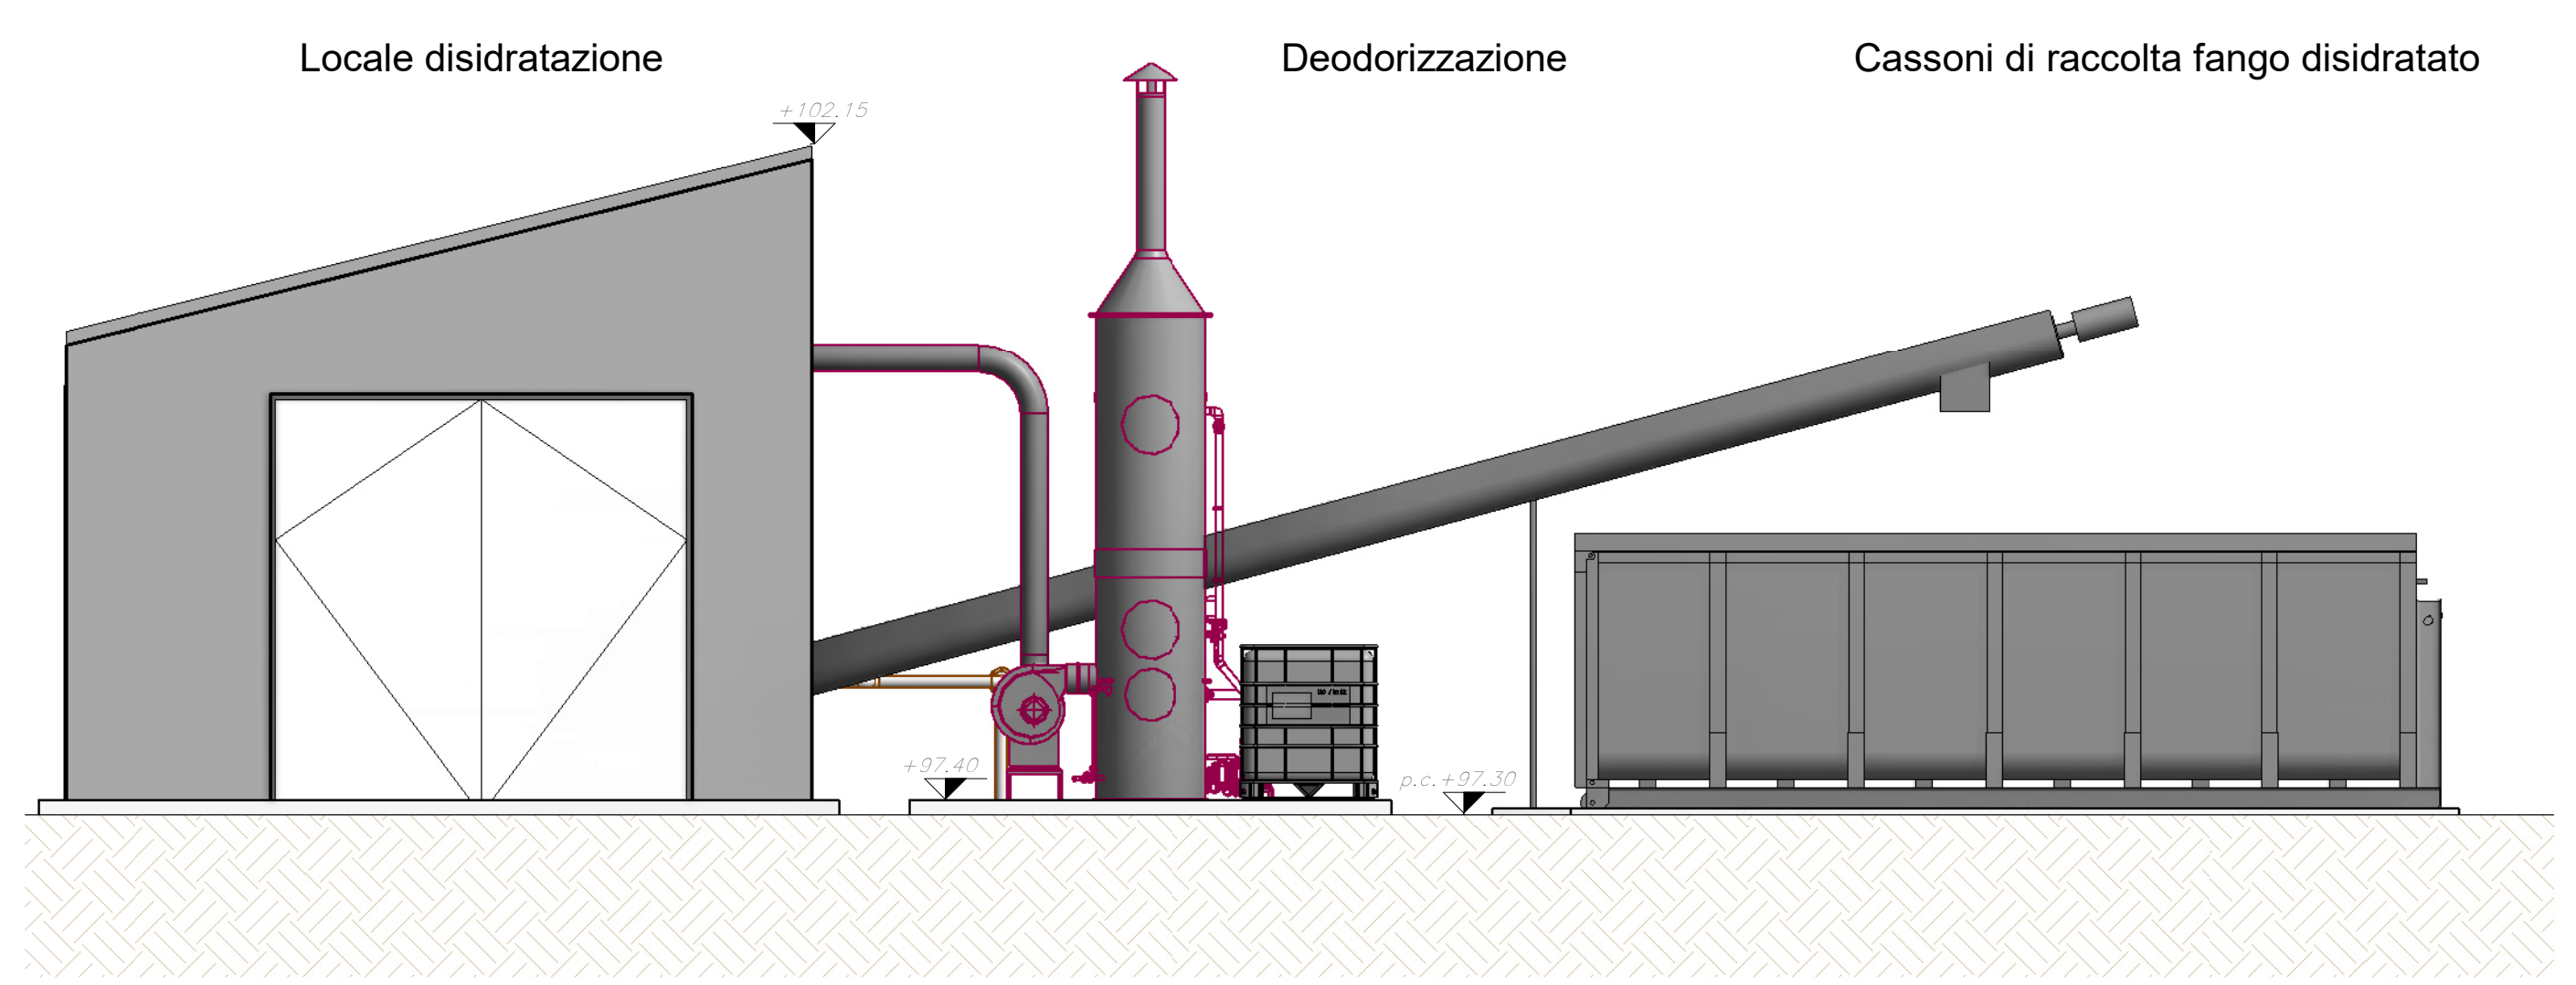 Locale disidratazione
Deodorizzazione
Cassoni di raccolta fango disidratato
+102.15
+97.40
p.c.+97.30